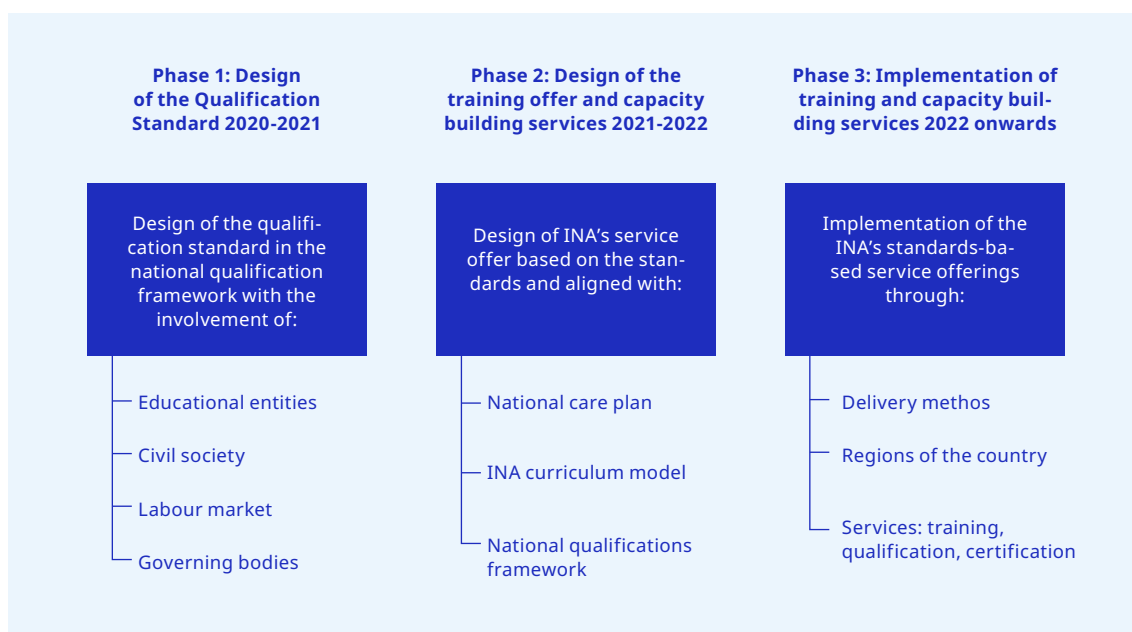 Phase 1: Design
of the Qualification
Standard 2020-2021
Design of the qualifi-
cation standard in the
national qualification
framework with the
involvement of:
Educational entities
Civil society
Labour market
Governing bodies
Phase 2: Design of the
training offer and capacity
building services 2021-2022
Design of INA’s service
offer based on the stan-
dards and aligned with:
National care plan
INA curriculum model
National qualifications
framework
Phase 3: Implementation of
training and capacity buil-
ding services 2022 onwards
Implementation of the
INA’s standards-ba-
sed service offerings
through:
Delivery methos
Regions of the country
Services: training,
qualification, certification